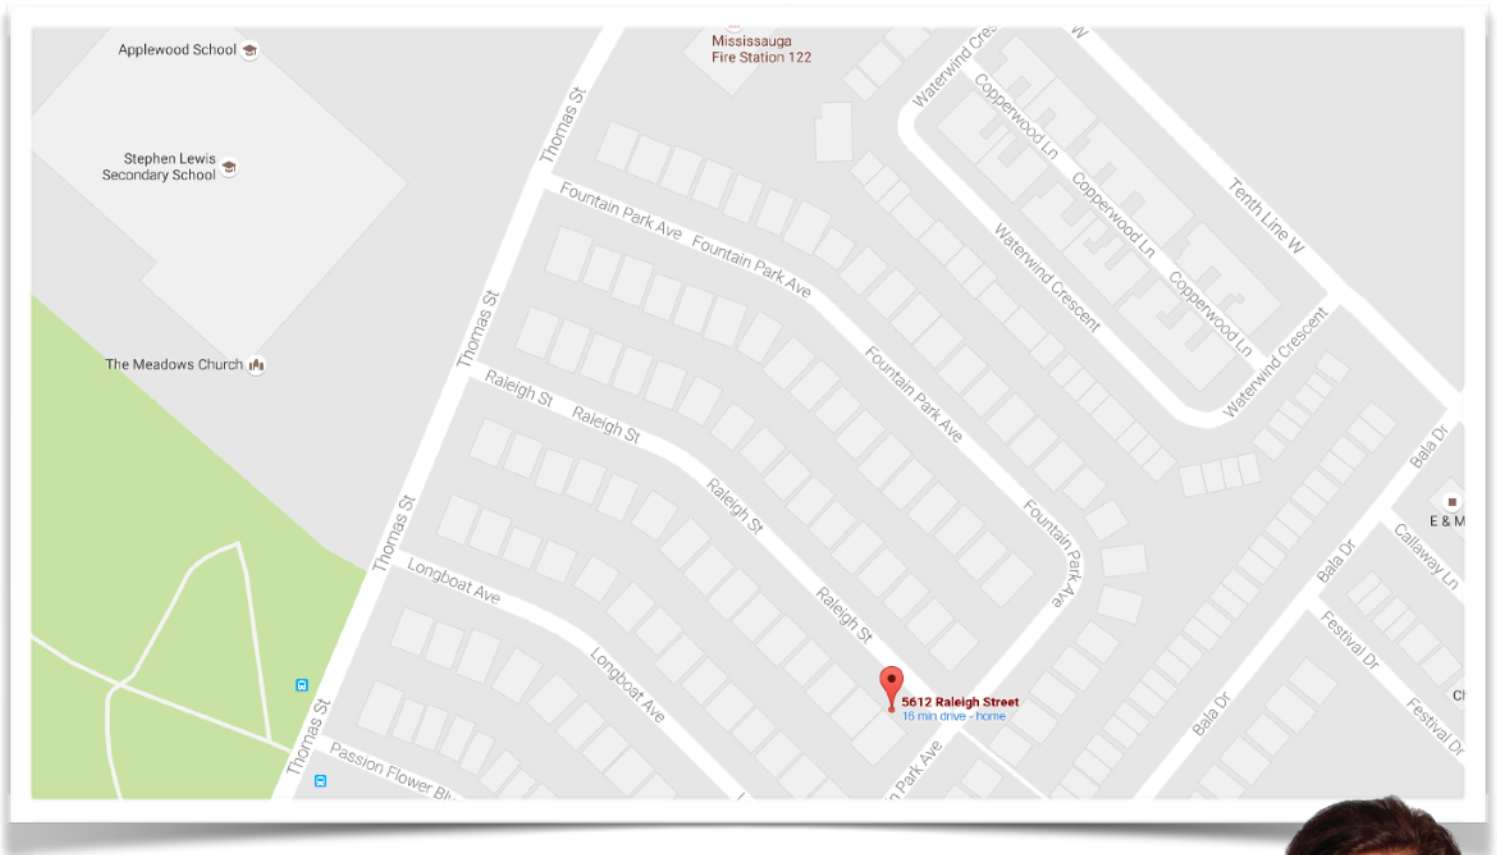 Applewood School
Mississauga
Fire Station 122
Waterwind Cres
W
Copperwood Ln
Thomas St
Stephen Lewis
Secondary School
Fountain Park Ave
Fountain Park Ave
Copperwood Ln
Tenth Line W
Waterwind Crescent
Copperwood Ln
Waterwind Crescent
Thomas St
The Meadows Church
Raleigh St
Raleigh St
Fountain Park Ave
Bala Dr
Raleigh St
Fountain Park Ave
E & M
Callaway Ln
Thomas St
Longboat Ave
Bala Dr
Raleigh St
Festival Dr
Longboat Ave
5612 Raleigh Street
16 min drive - home
Bala Dr
Festival Dr
Thomas St
Passion Flower Blv
n Park Ave